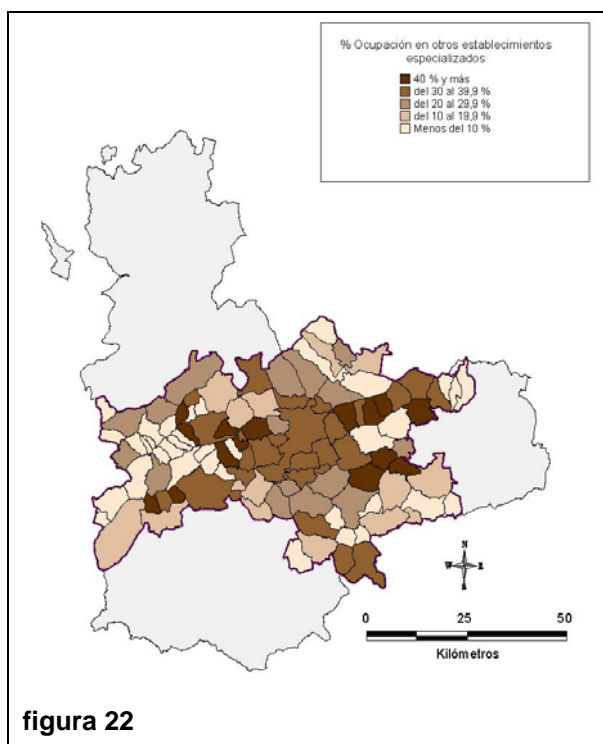 % Ocupación en otros establecimientos
especializados
40 % y más
del 30 al 39,9 %
del 20 al 29,9 %
del 10 al 19,9 %
Menos del 10 %
N
W E
S
0 25 50
Kilómetros
figura 22